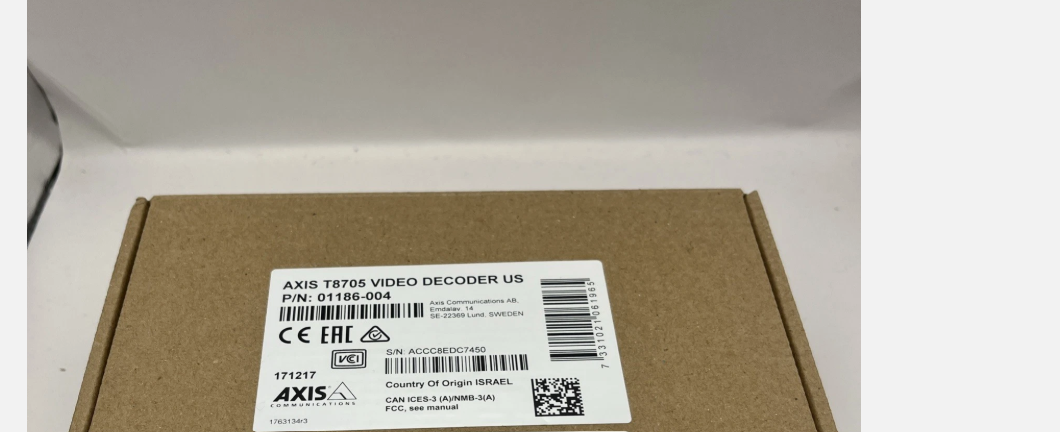 AXIS T8705 VIDEO DECODER US
P/N: 01186-004
Axis Communications AB,
Emdalav. 14
SE-22369 Lund, SWEDEN
CE EAC
VCI
S/N: ACCC8EDC7450
171217
AXIS
COMMUNICATIONS
Country Of Origin ISRAEL
CAN ICES-3 (A)/NMB-3(A)
FCC, see manual
1763134r3
7 331021 061965